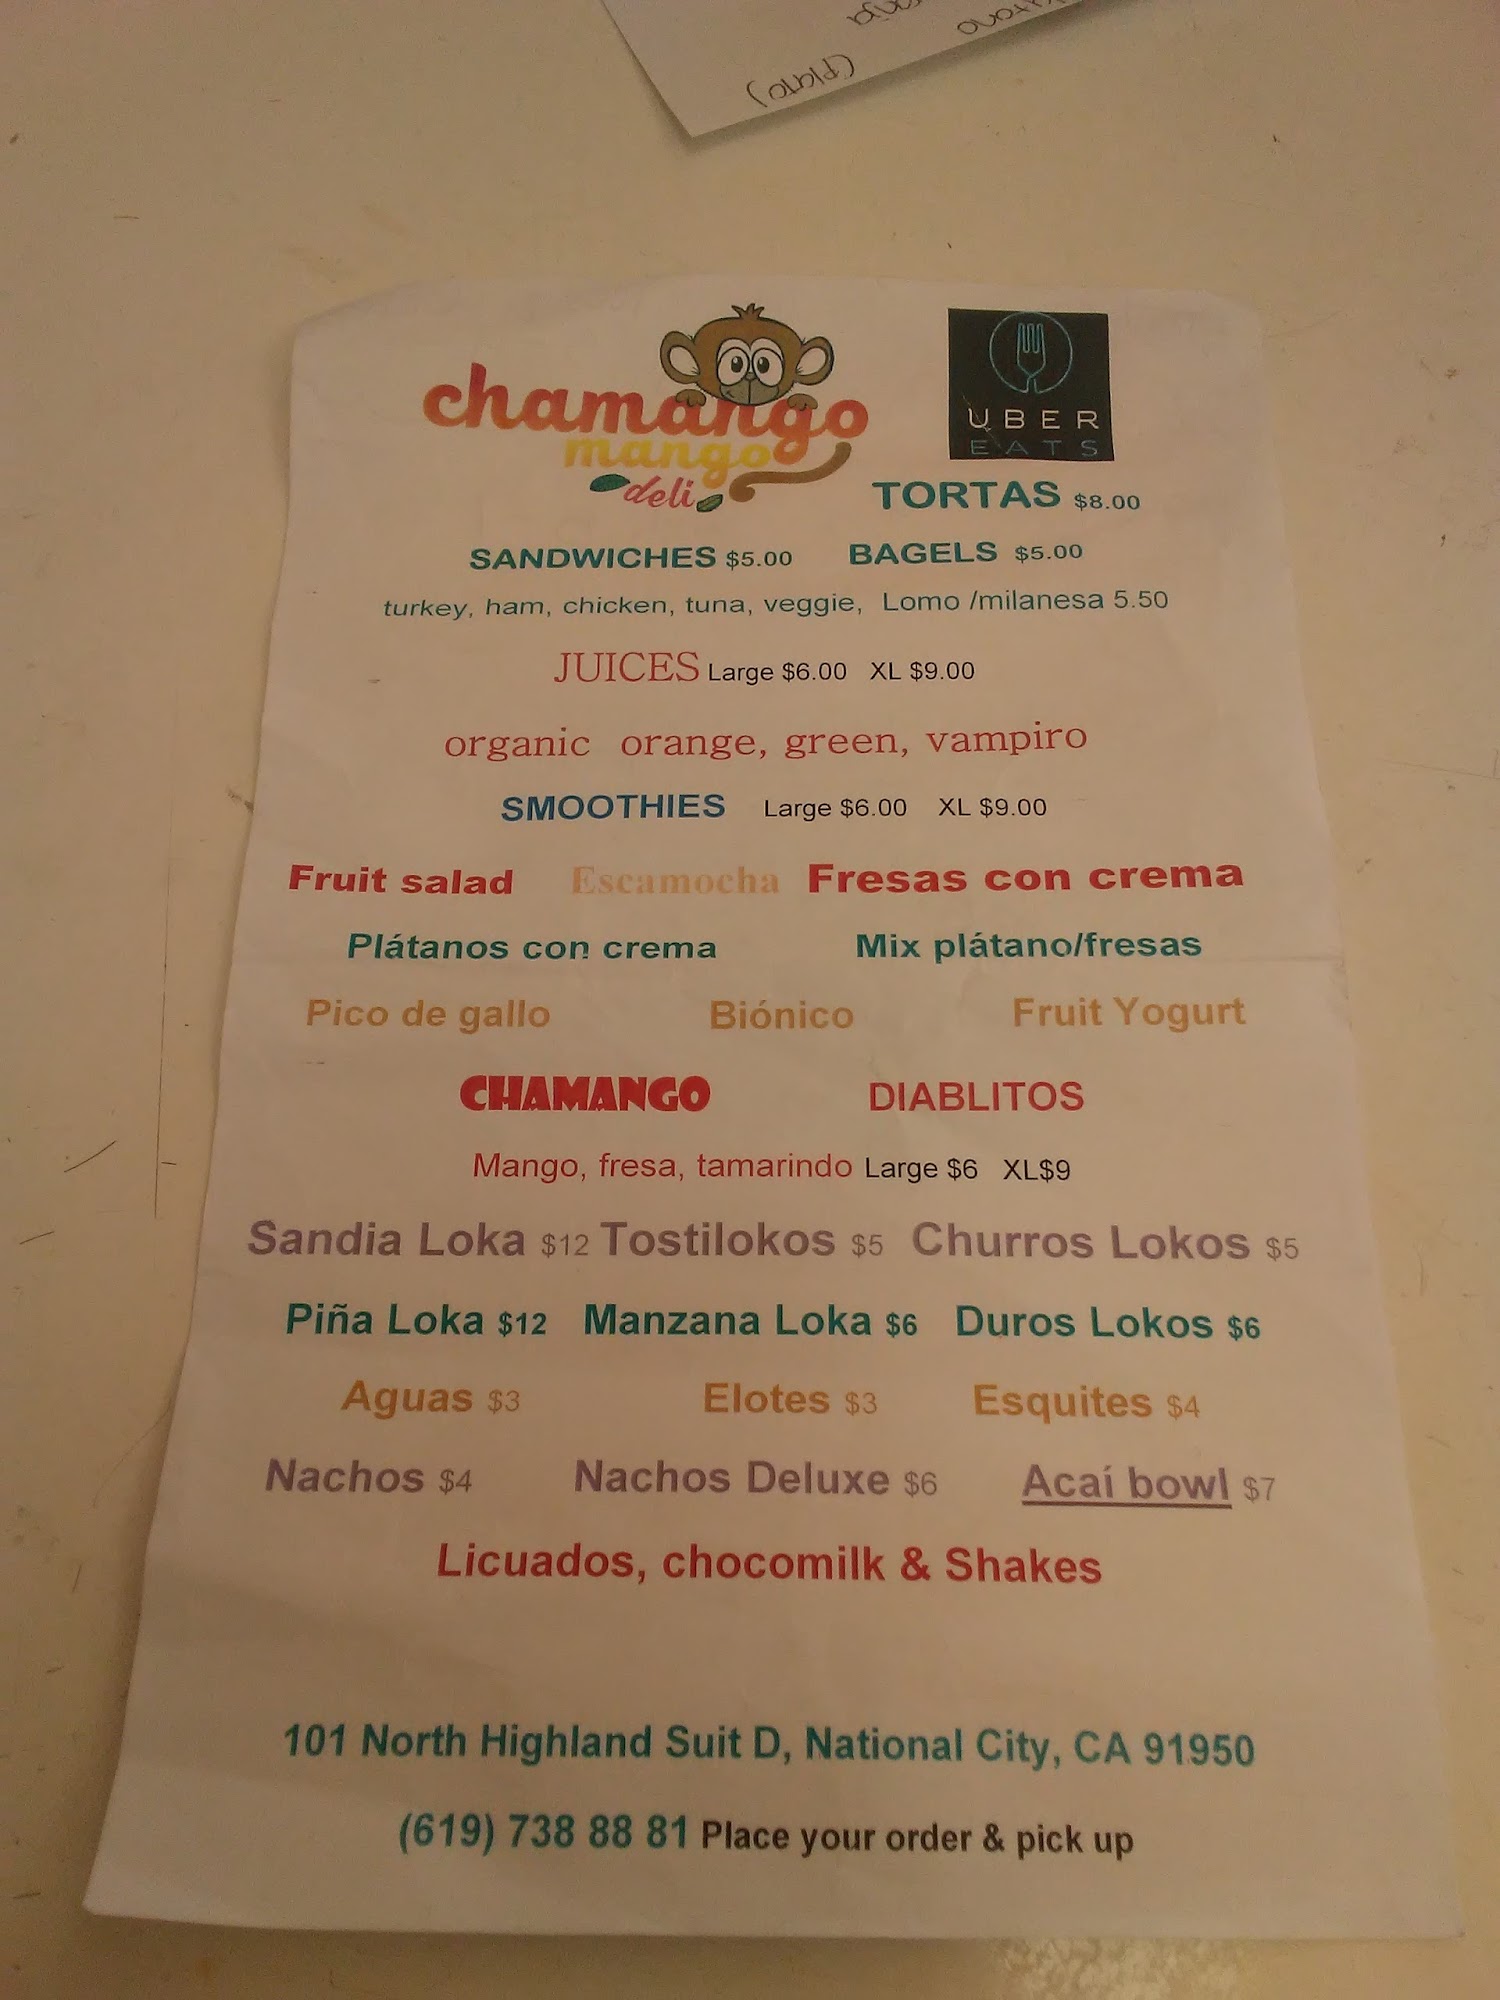 (Plato)
chamango
mango
deli
UBER
EATS
TORTAS $8.00
SANDWICHES $5.00 BAGELS $5.00
turkey, ham, chicken, tuna, veggie, Lomo /milanesa 5.50
JUICES Large $6.00 XL $9.00
organic orange, green, vampiro
SMOOTHIES Large $6.00 XL $9.00
Fruit salad Escamocha Fresas con crema
Plátanos con crema Mix plátano/fresas
Pico de gallo Biónico Fruit Yogurt
CHAMANGO DIABLITOS
Mango, fresa, tamarindo Large $6 XL$9
Sandia Loka $12 Tostilokos $5 Churros Lokos $5
Piña Loka $12 Manzana Loka $6 Duros Lokos $6
Aguas $3 Elotes $3 Esquites $4
Nachos $4 Nachos Deluxe $6 Acaí bowl $7
Licuados, chocomilk & Shakes
101 North Highland Suit D, National City, CA 91950
(619) 738 88 81 Place your order & pick up